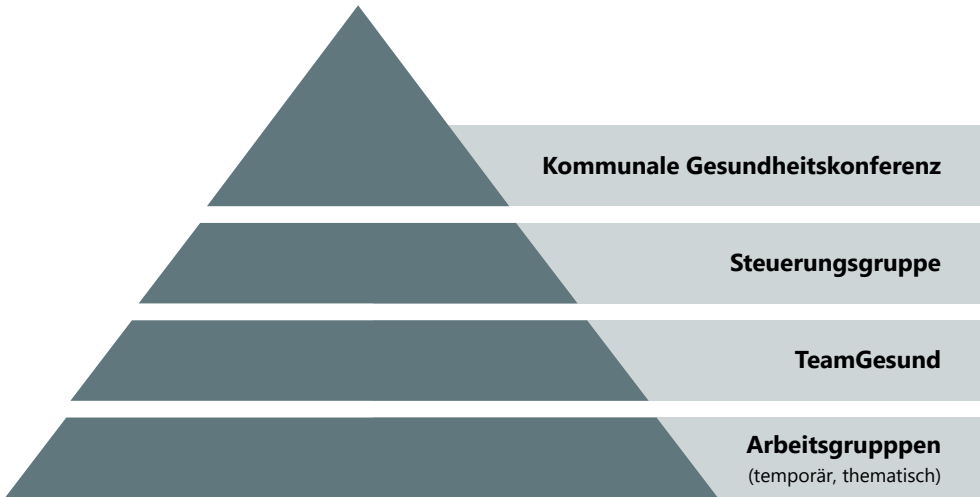 Kommunale Gesundheitskonferenz
Steuerungsgruppe
TeamGesund
Arbeitsgrupppen
(temporär, thematisch)